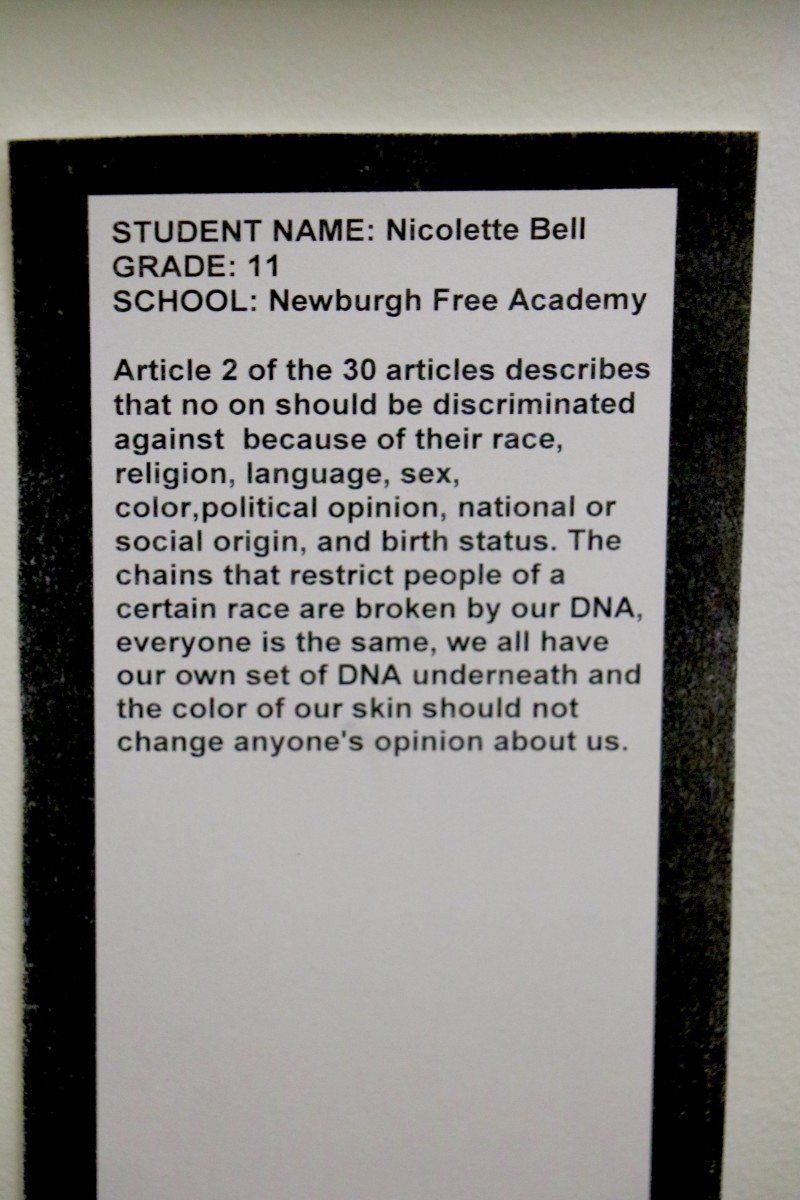 STUDENT NAME: Nicolette Bell
GRADE: 11
SCHOOL: Newburgh Free Academy
Article 2 of the 30 articles describes
that no on should be discriminated
against  because of their race,
religion, language, sex,
color,political opinion, national or
social origin, and birth status. The
chains that restrict people of a
certain race are broken by our DNA,
everyone is the same, we all have
our own set of DNA underneath and
the color of our skin should not
change anyone's opinion about us.